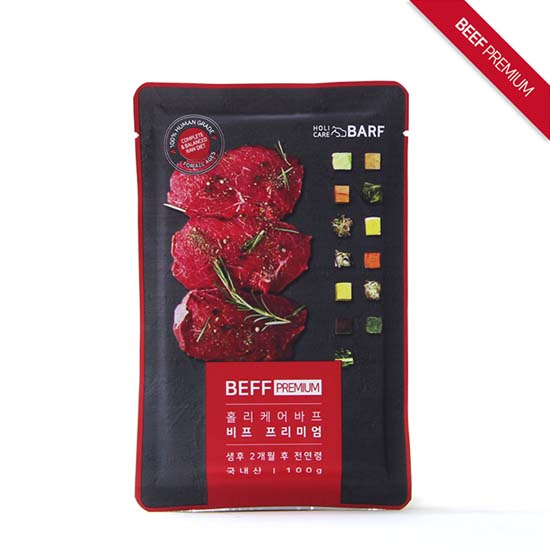 BEEF PREMIUM
100% HUMAN GRADE
COMPLETE
& BALANCED
RAW DIET
FOR ALL AGES
HOLI
CARE BARF
BEFF PREMIUM
홀리케어바프
비프 프리미엄
생후 2개월 후 전연령
국내산 | 100g